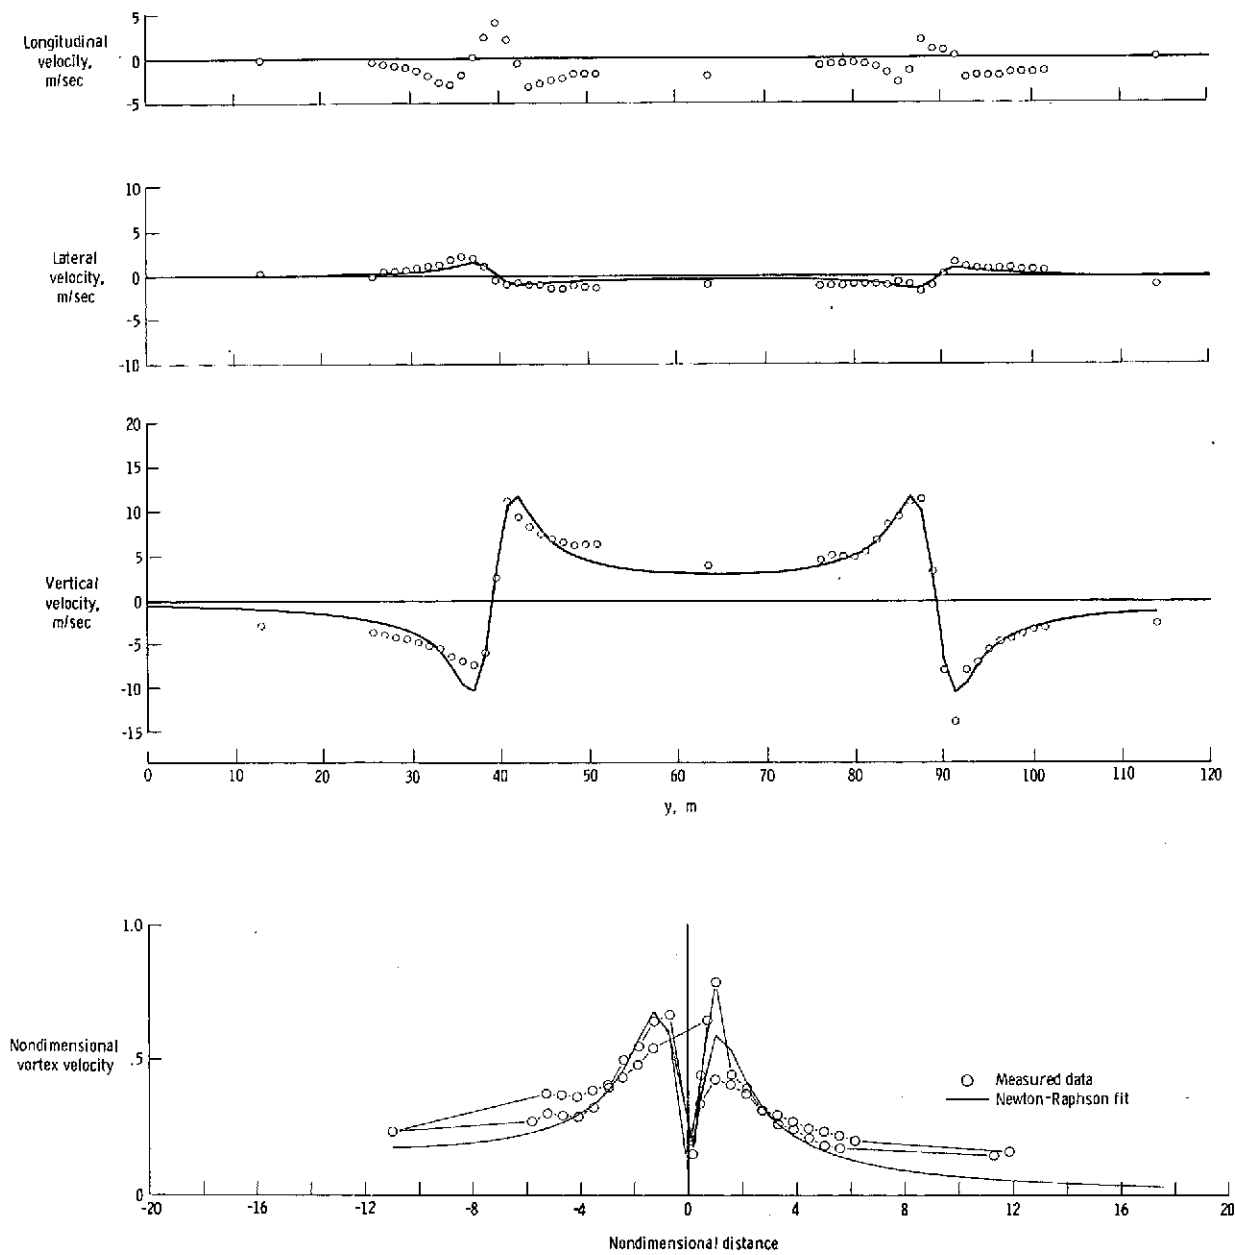 5
Longitudinal
velocity,
m/sec
0
-5
10
5
Lateral
velocity,
m/sec
0
-5
-10
20
15
10
5
Vertical
velocity,
m/sec
0
-5
-10
-15
0 10 20 30 40 50 60 70 80 90 100 110 120
y, m
1.0
Nondimensional
vortex velocity
.5
0
Measured data
Newton-Raphson fit
-20 -16 -12 -8 -4 0 4 8 12 16 20
Nondimensional distance